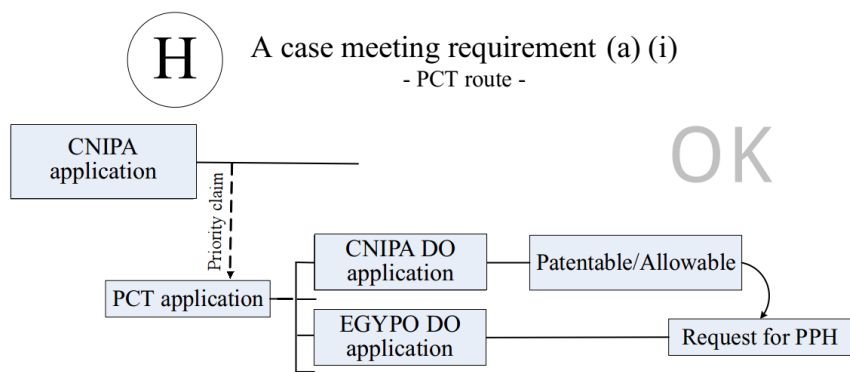 H
A case meeting requirement (a) (i)
- PCT route -
CNIPA
application
OK
Priority claim
CNIPA DO
application
Patentable/Allowable
PCT application
EGYPO DO
application
Request for PPH